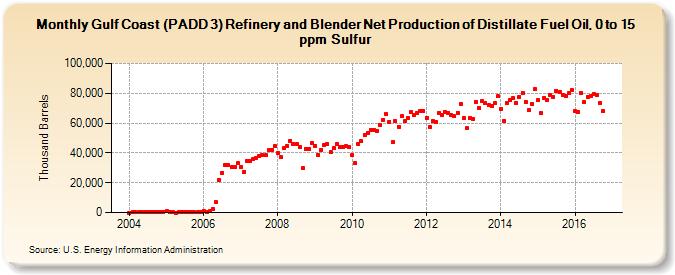 Monthly Gulf Coast (PADD 3) Refinery and Blender Net Production of Distillate Fuel Oil, 0 to 15
ppm Sulfur
Thousand Barrels
100,000
80,000
60,000
40,000
20,000
0
2004 2006 2008 2010 2012 2014 2016
Source: U.S. Energy Information Administration